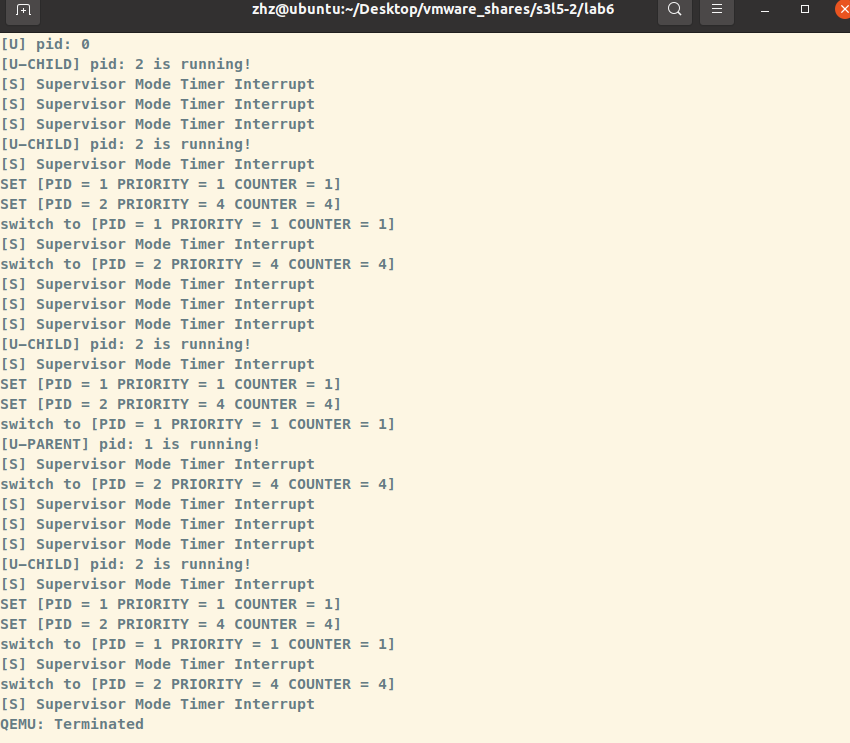 zhz@ubuntu:~/Desktop/vmware_shares/s3l5-2/lab6
[U] pid: 0
[U-CHILD] pid: 2 is running!
[S] Supervisor Mode Timer Interrupt
[S] Supervisor Mode Timer Interrupt
[S] Supervisor Mode Timer Interrupt
[U-CHILD] pid: 2 is running!
[S] Supervisor Mode Timer Interrupt
SET [PID = 1 PRIORITY = 1 COUNTER = 1]
SET [PID = 2 PRIORITY = 4 COUNTER = 4]
switch to [PID = 1 PRIORITY = 1 COUNTER = 1]
[S] Supervisor Mode Timer Interrupt
switch to [PID = 2 PRIORITY = 4 COUNTER = 4]
[S] Supervisor Mode Timer Interrupt
[S] Supervisor Mode Timer Interrupt
[S] Supervisor Mode Timer Interrupt
[U-CHILD] pid: 2 is running!
[S] Supervisor Mode Timer Interrupt
SET [PID = 1 PRIORITY = 1 COUNTER = 1]
SET [PID = 2 PRIORITY = 4 COUNTER = 4]
switch to [PID = 1 PRIORITY = 1 COUNTER = 1]
[U-PARENT] pid: 1 is running!
[S] Supervisor Mode Timer Interrupt
switch to [PID = 2 PRIORITY = 4 COUNTER = 4]
[S] Supervisor Mode Timer Interrupt
[S] Supervisor Mode Timer Interrupt
[S] Supervisor Mode Timer Interrupt
[U-CHILD] pid: 2 is running!
[S] Supervisor Mode Timer Interrupt
SET [PID = 1 PRIORITY = 1 COUNTER = 1]
SET [PID = 2 PRIORITY = 4 COUNTER = 4]
switch to [PID = 1 PRIORITY = 1 COUNTER = 1]
[S] Supervisor Mode Timer Interrupt
switch to [PID = 2 PRIORITY = 4 COUNTER = 4]
[S] Supervisor Mode Timer Interrupt
QEMU: Terminated